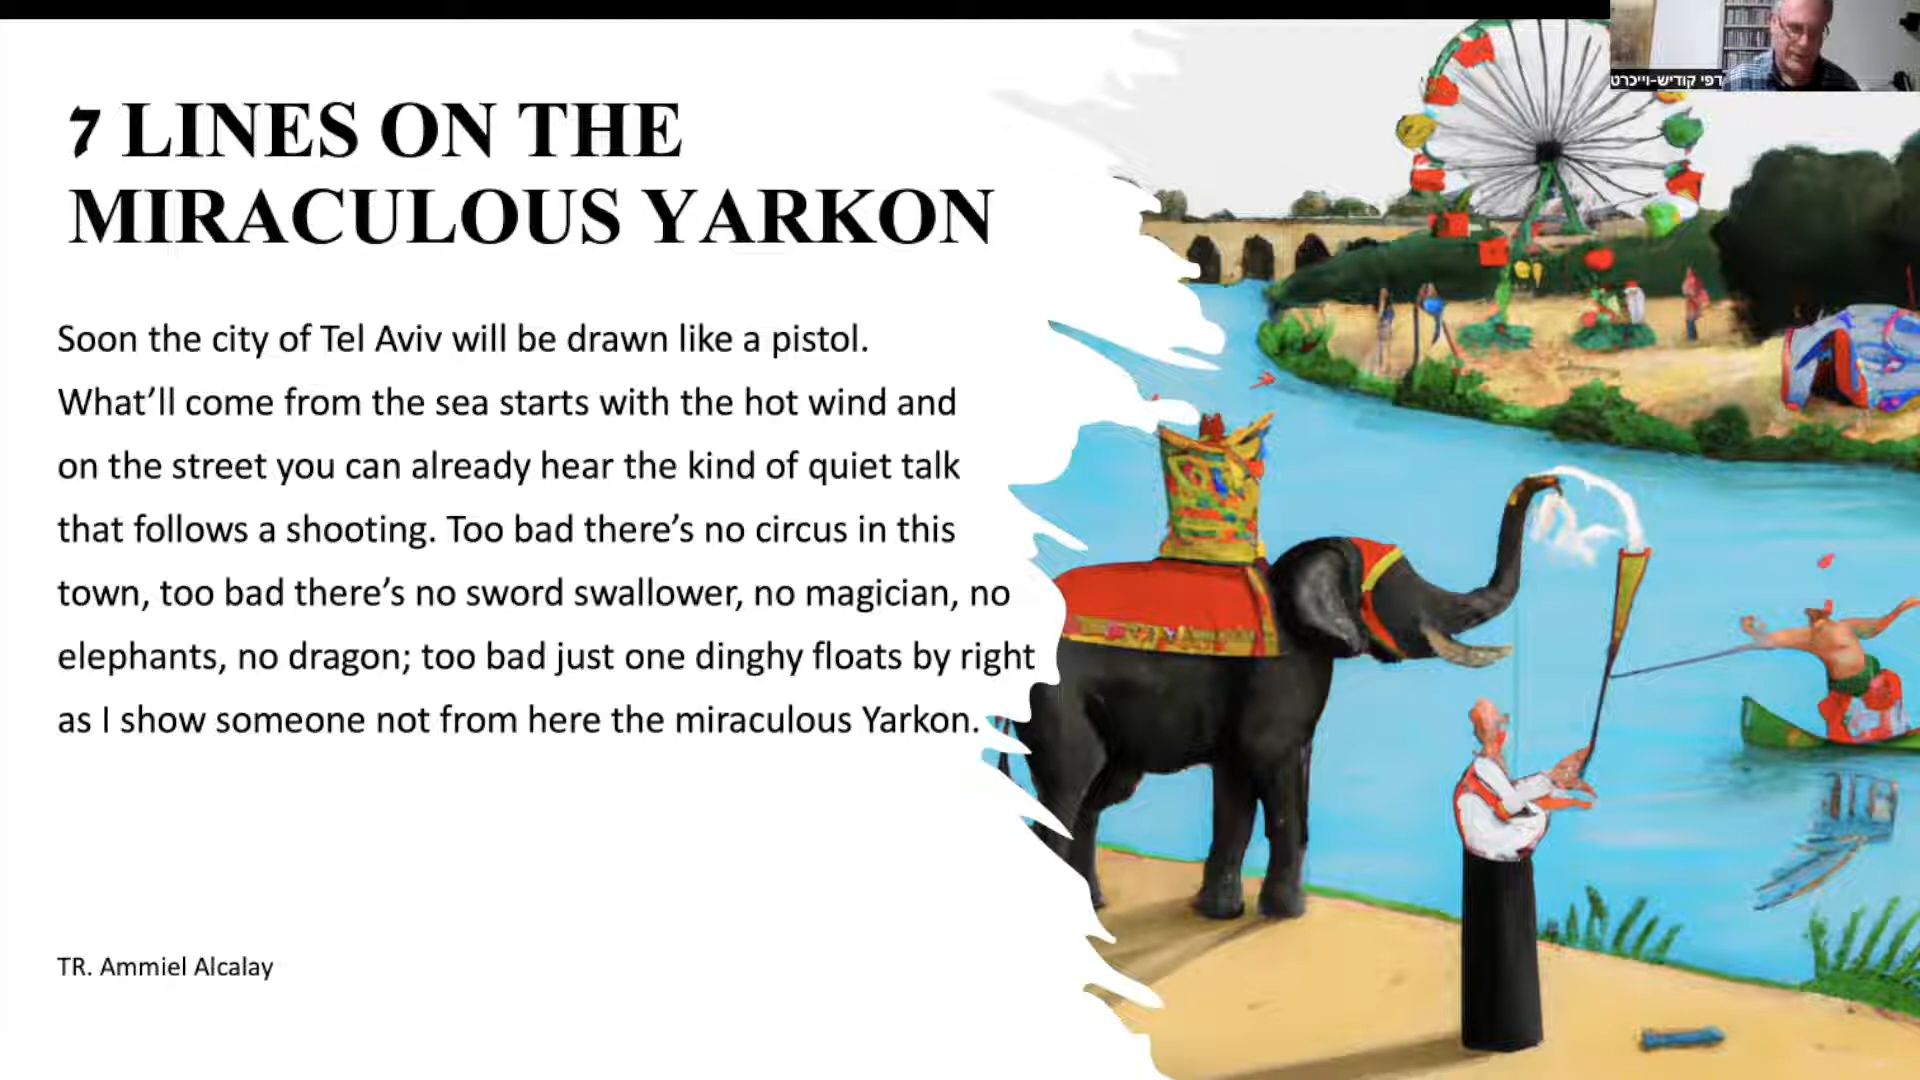 7 LINES ON THE
MIRACULOUS YARKON
דפי קודיש-וייכרט
Soon the city of Tel Aviv will be drawn like a pistol.
What’ll come from the sea starts with the hot wind and
on the street you can already hear the kind of quiet talk
that follows a shooting. Too bad there’s no circus in this
town, too bad there’s no sword swallower, no magician, no
elephants, no dragon; too bad just one dinghy floats by right
as I show someone not from here the miraculous Yarkon.
TR. Ammiel Alcalay